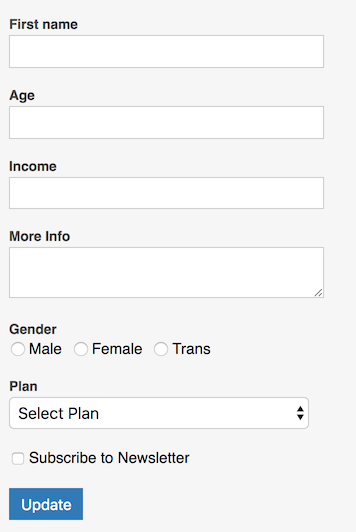 First name
Age
Income
More Info
Gender
Male Female Trans
Plan
Select Plan
Subscribe to Newsletter
Update